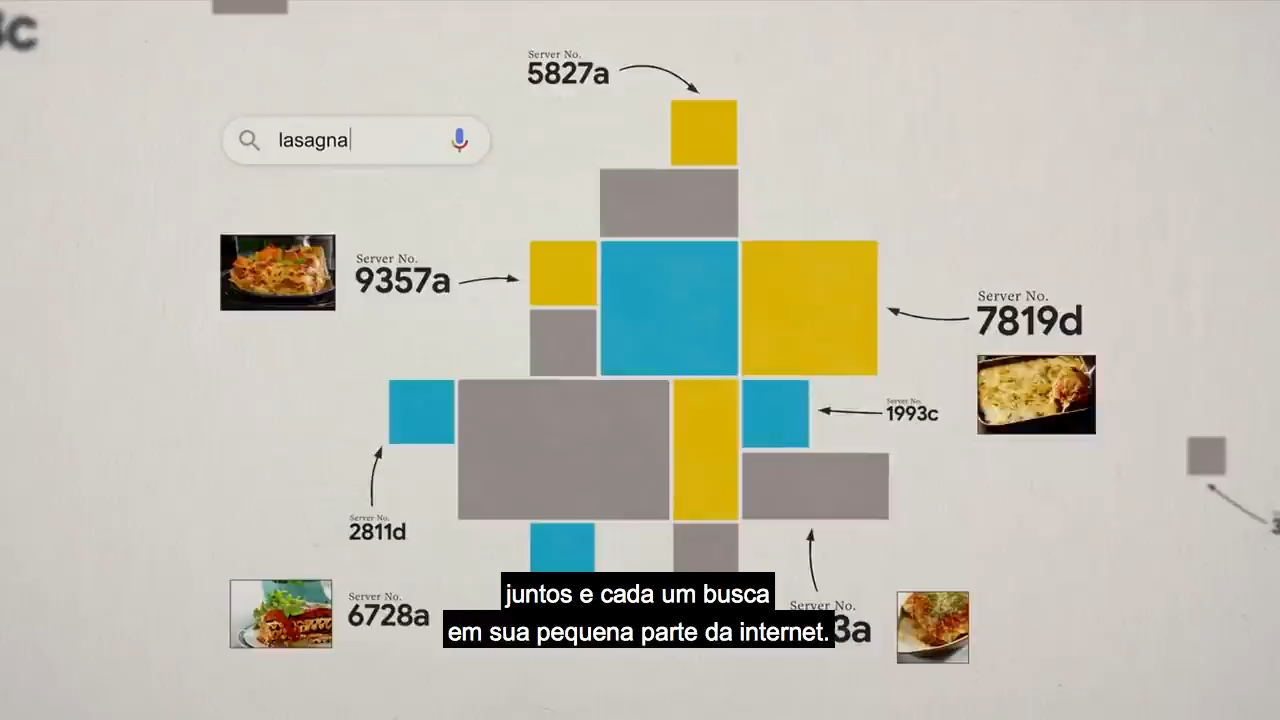 Server No.
5827a
lasagna
Server No.
9357a
Server No.
7819d
Server No.
1993c
Server No.
2811d
Server No.
6728a
Server No.
3a
juntos e cada um busca
em sua pequena parte da internet.